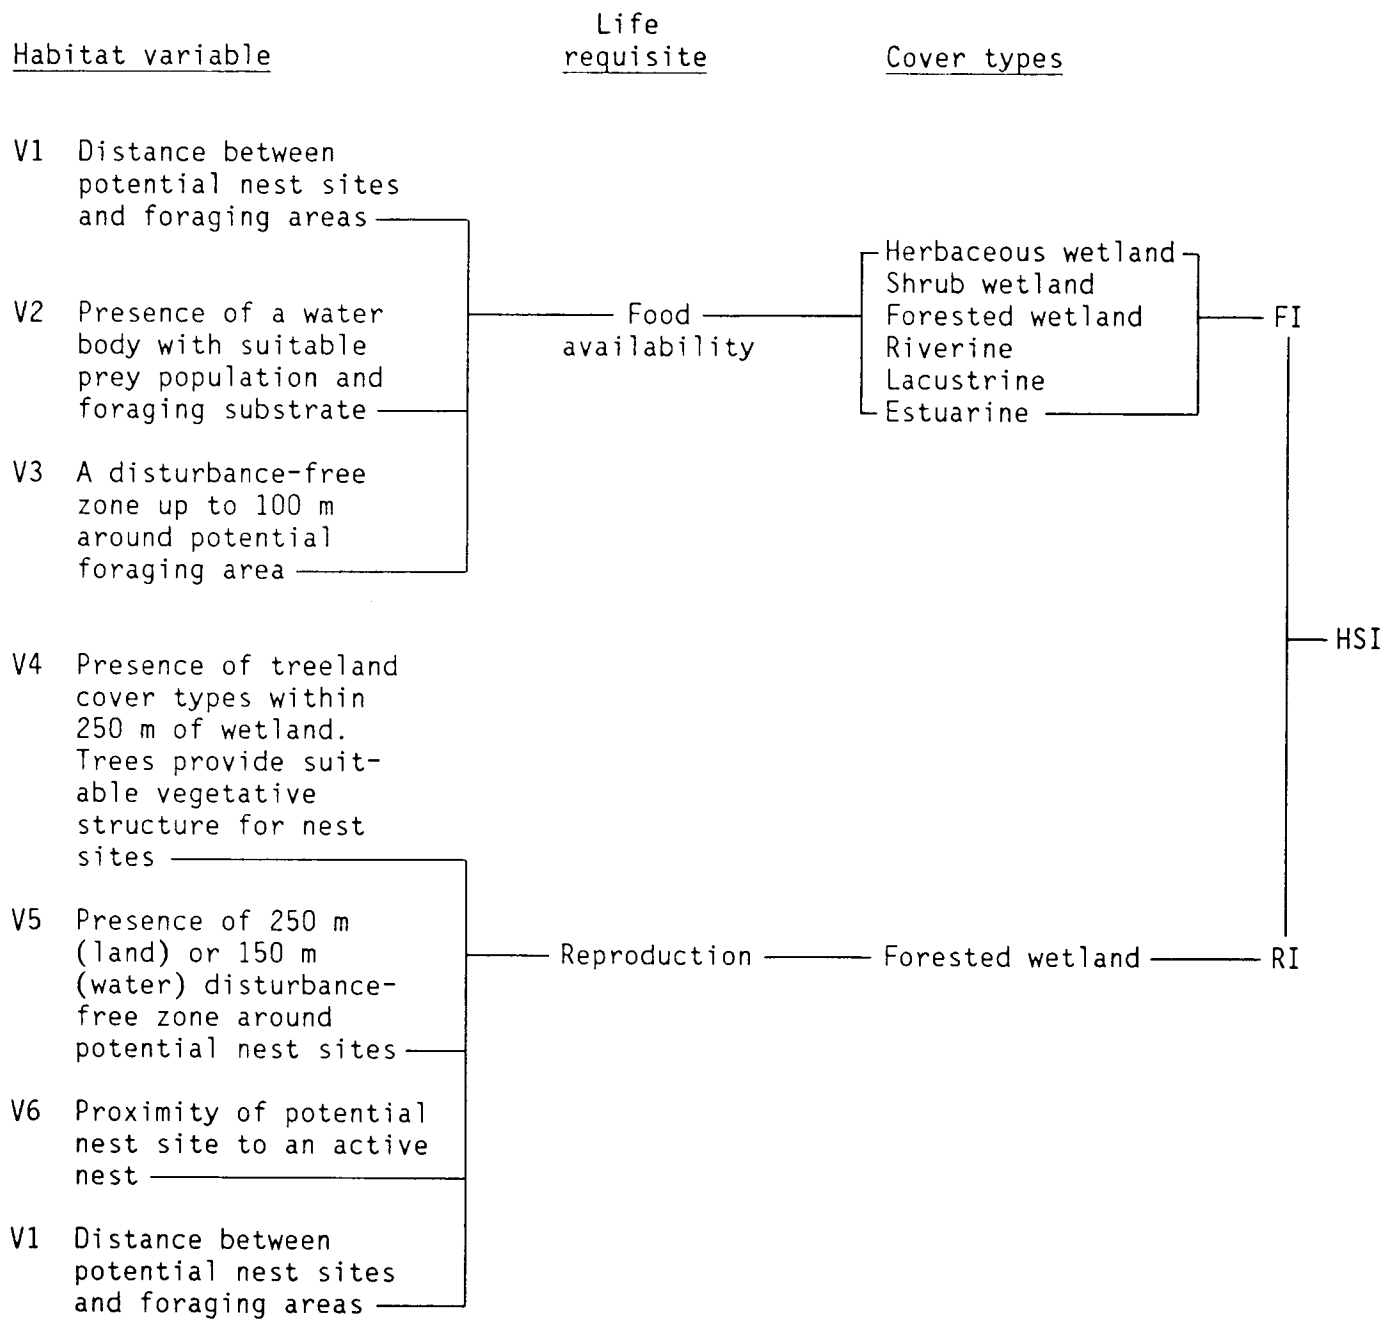 Life
Habitat variable requisite Cover types
V1 Distance between
potential nest sites
and foraging areas
Herbaceous wetland
Shrub wetland
V2 Presence of a water Food Forested wetland FI
body with suitable availability Riverine
prey population and Lacustrine
foraging substrate Estuarine
V3 A disturbance-free
zone up to 100 m
around potential
foraging area
HSI
V4 Presence of treeland
cover types within
250 m of wetland.
Trees provide suit-
able vegetative
structure for nest
sites
V5 Presence of 250 m
(land) or 150 m Reproduction Forested wetland RI
(water) disturbance-
free zone around
potential nest sites
V6 Proximity of potential
nest site to an active
nest
V1 Distance between
potential nest sites
and foraging areas